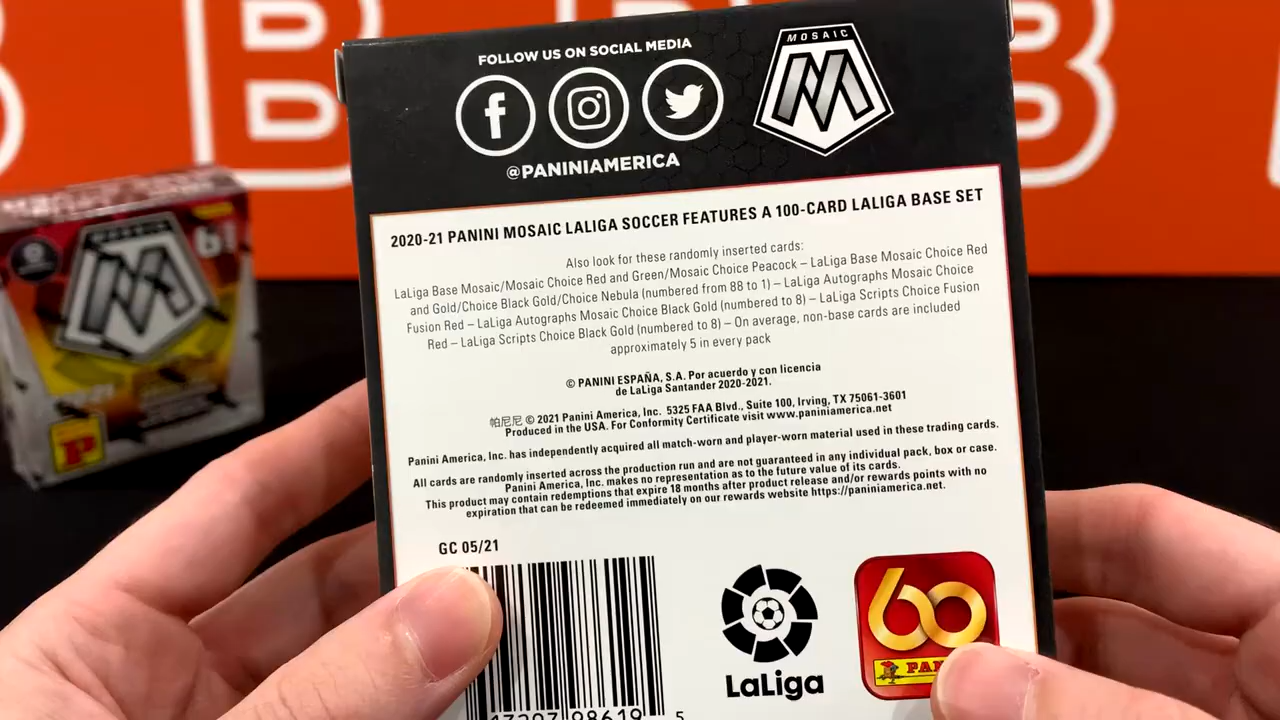 FOLLOW US ON SOCIAL MEDIA
MOSAIC
@PANINIAMERICA
2020-21 PANINI MOSAIC LALIGA SOCCER FEATURES A 100-CARD LALIGA BASE SET
Also look for these randomly inserted cards:
LaLiga Base Mosaic/Mosaic Choice Red and Green/Mosaic Choice Peacock – LaLiga Base Mosaic Choice Red
and Gold/Choice Black Gold/Choice Nebula (numbered from 88 to 1) – LaLiga Autographs Mosaic Choice
Fusion Red – LaLiga Autographs Mosaic Choice Black Gold (numbered to 8) – LaLiga Scripts Choice Fusion
Red – LaLiga Scripts Choice Black Gold (numbered to 8) – On average, non-base cards are included
approximately 5 in every pack
© PANINI ESPAÑA, S.A. Por acuerdo y con licencia
de LaLiga Santander 2020-2021.
帕尼尼 © 2021 Panini America, Inc. 5325 FAA Blvd., Suite 100, Irving, TX 75061-3601
Produced in the USA. For Conformity Certificate visit www.paniniamerica.net
Panini America, Inc. has independently acquired all match-worn and player-worn material used in these trading cards.
All cards are randomly inserted across the production run and are not guaranteed in any individual pack, box or case.
Panini America, Inc. makes no representation as to the future value of its cards.
This product may contain redemptions that expire 18 months after product release and/or rewards points with no
expiration that can be redeemed immediately on our rewards website https://paniniamerica.net.
GC 05/21
LaLiga
60